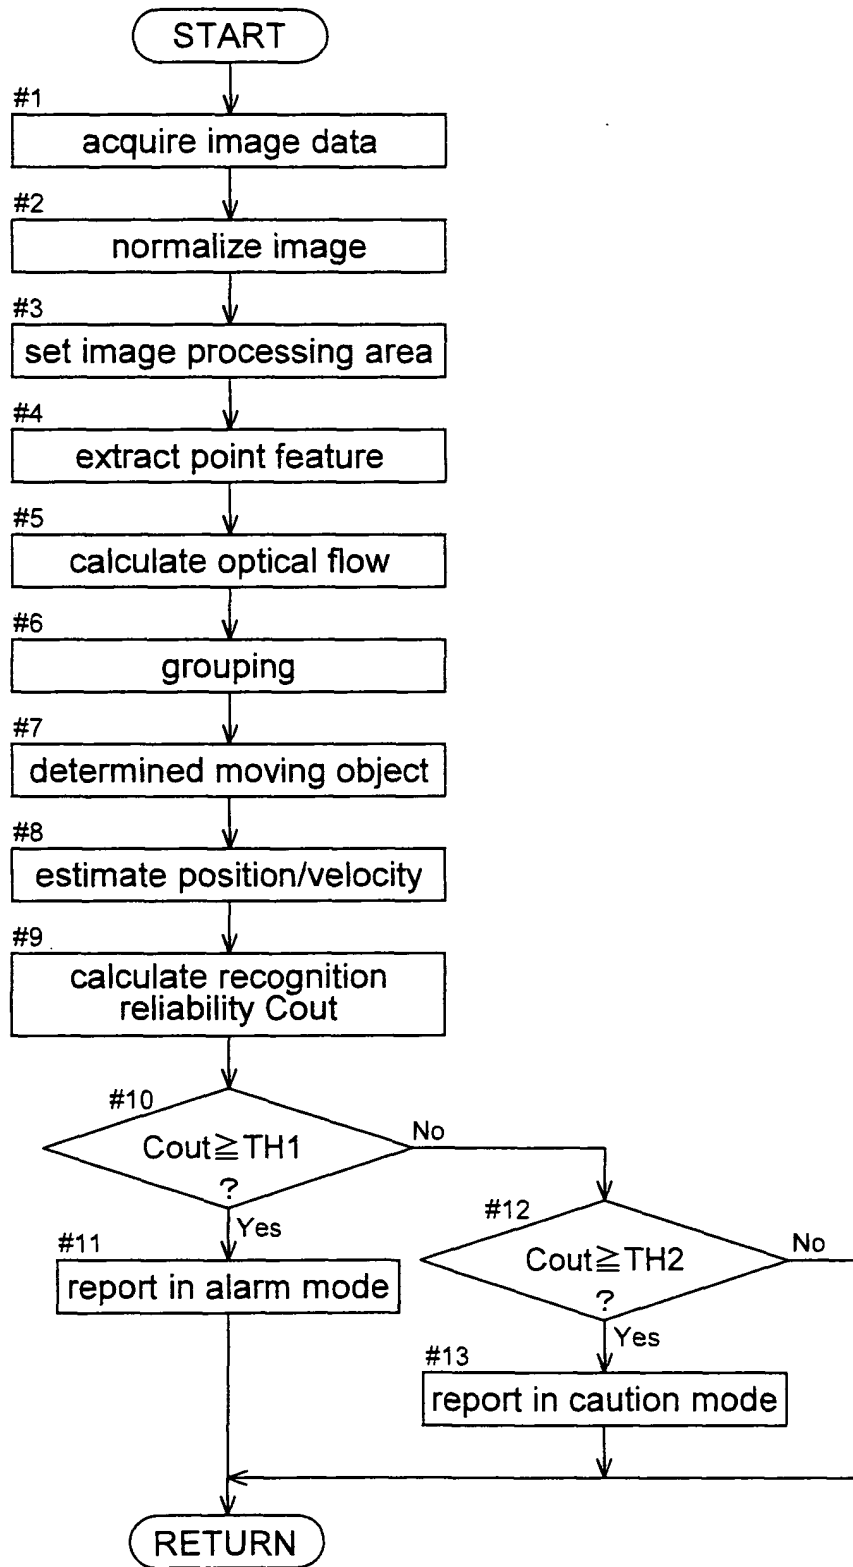 START
#1
acquire image data
#2
normalize image
#3
set image processing area
#4
extract point feature
#5
calculate optical flow
#6
grouping
#7
determined moving object
#8
estimate position/velocity
#9
calculate recognition
reliability Cout
#10
Cout≧TH1
?
No
Yes
#11
report in alarm mode
#12
Cout≧TH2
?
No
Yes
#13
report in caution mode
RETURN